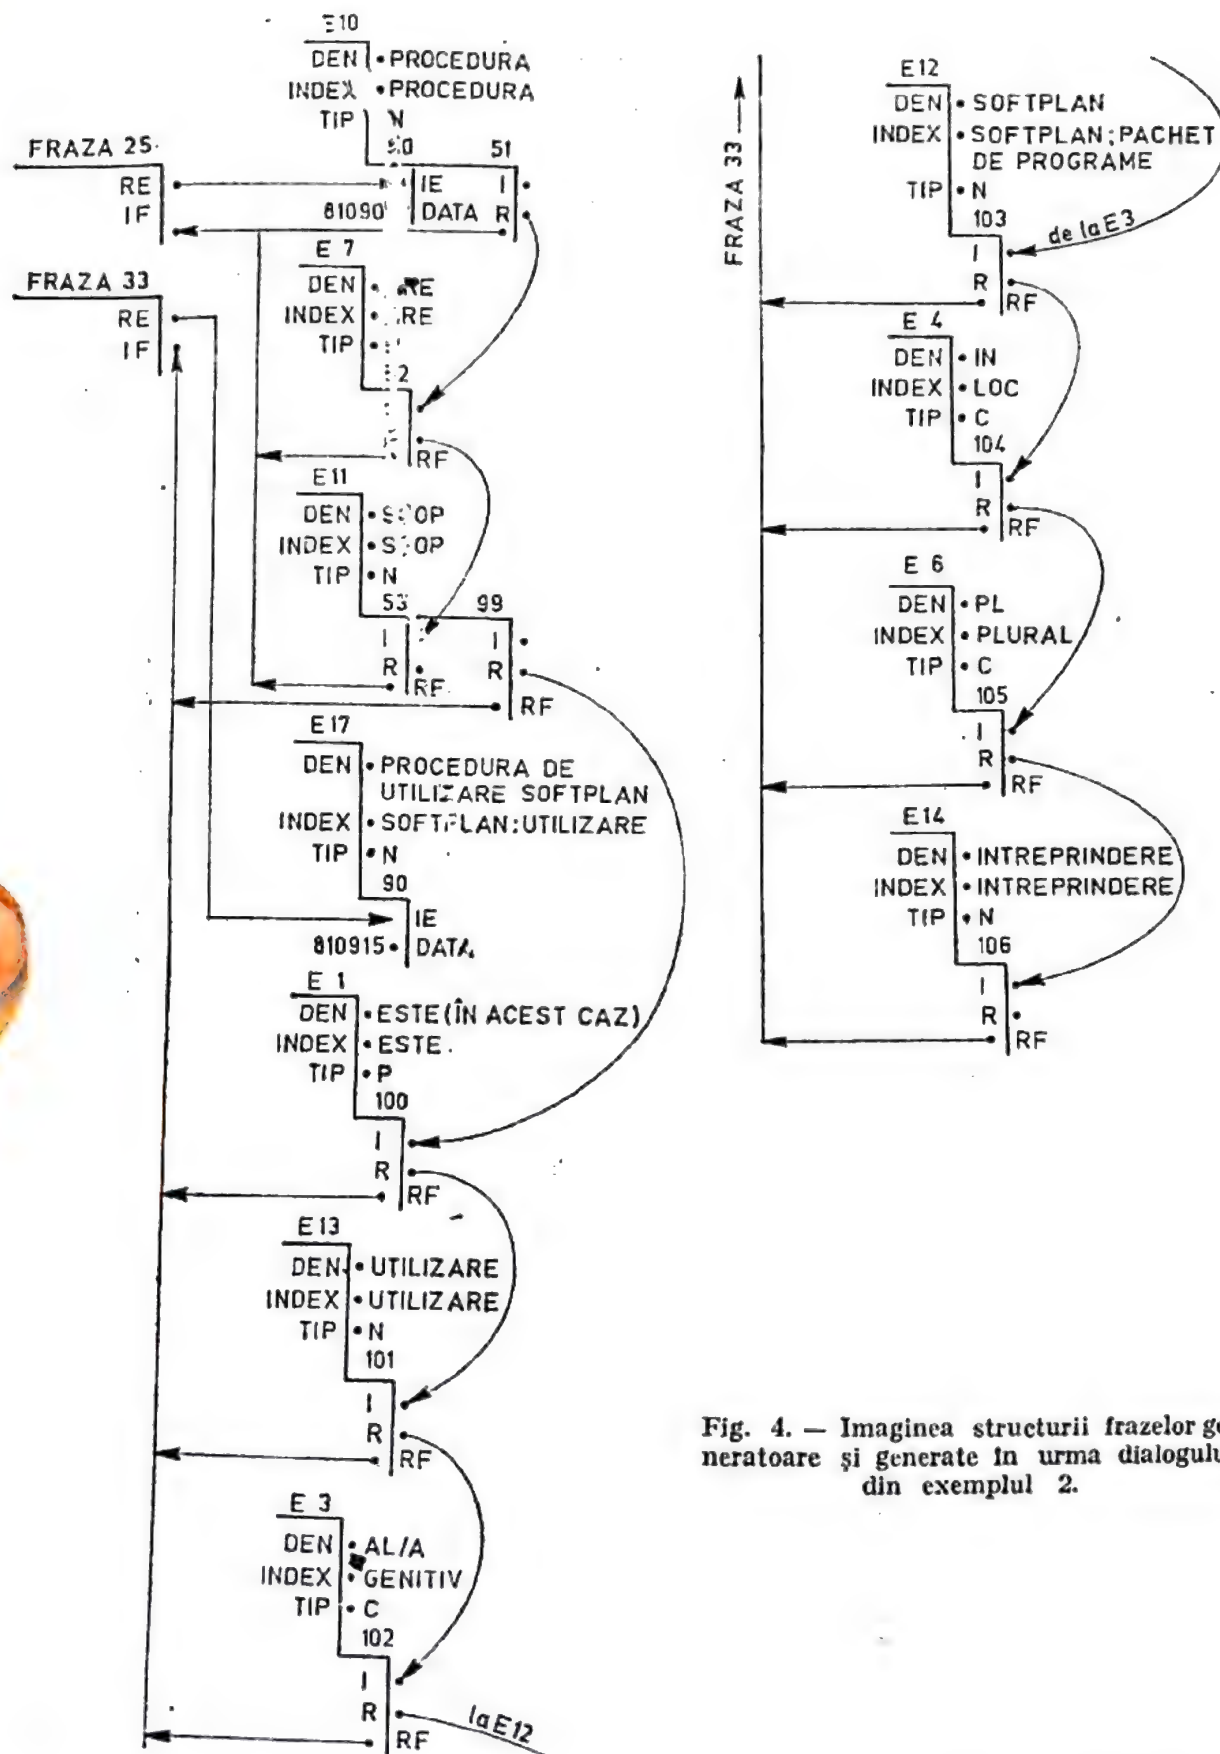 E10
DEN • PROCEDURA
INDEX • PROCEDURA
TIP N
51
FRAZA 25
RE IE I
IF 81090 DATA R
E 7
DEN
INDEX
TIP
FRAZA 33
RE
IF
RF
E11
DEN • SCOP
INDEX • SCOP
TIP • N
53 99
I I
R R
RF
RF
E17
DEN • PROCEDURA DE
UTILIZARE SOFTPLAN
INDEX • SOFTPLAN: UTILIZARE
TIP • N
90
IE
810915 • DATA
E 1
DEN • ESTE (ÎN ACEST CAZ)
INDEX • ESTE
TIP • P
100
I
R
RF
E13
DEN • UTILIZARE
INDEX • UTILIZARE
TIP • N
101
I
R
RF
E 3
DEN • AL/A
INDEX • GENITIV
TIP • C
102
I
R
RF
la E12
FRAZA 33
E12
DEN • SOFTPLAN
INDEX • SOFTPLAN; PACHET
DE PROGRAME
TIP • N
103
de la E3
I
R
RF
E 4
DEN • IN
INDEX • LOC
TIP • C
104
I
R
RF
E 6
DEN • PL
INDEX • PLURAL
TIP • C
105
I
R
RF
E14
DEN • INTREPRINDERE
INDEX • INTREPRINDERE
TIP • N
106
I
R
RF
Fig. 4. — Imaginea structurii frazelor ge
neratoare și generate în urma dialogulu
din exemplul 2.